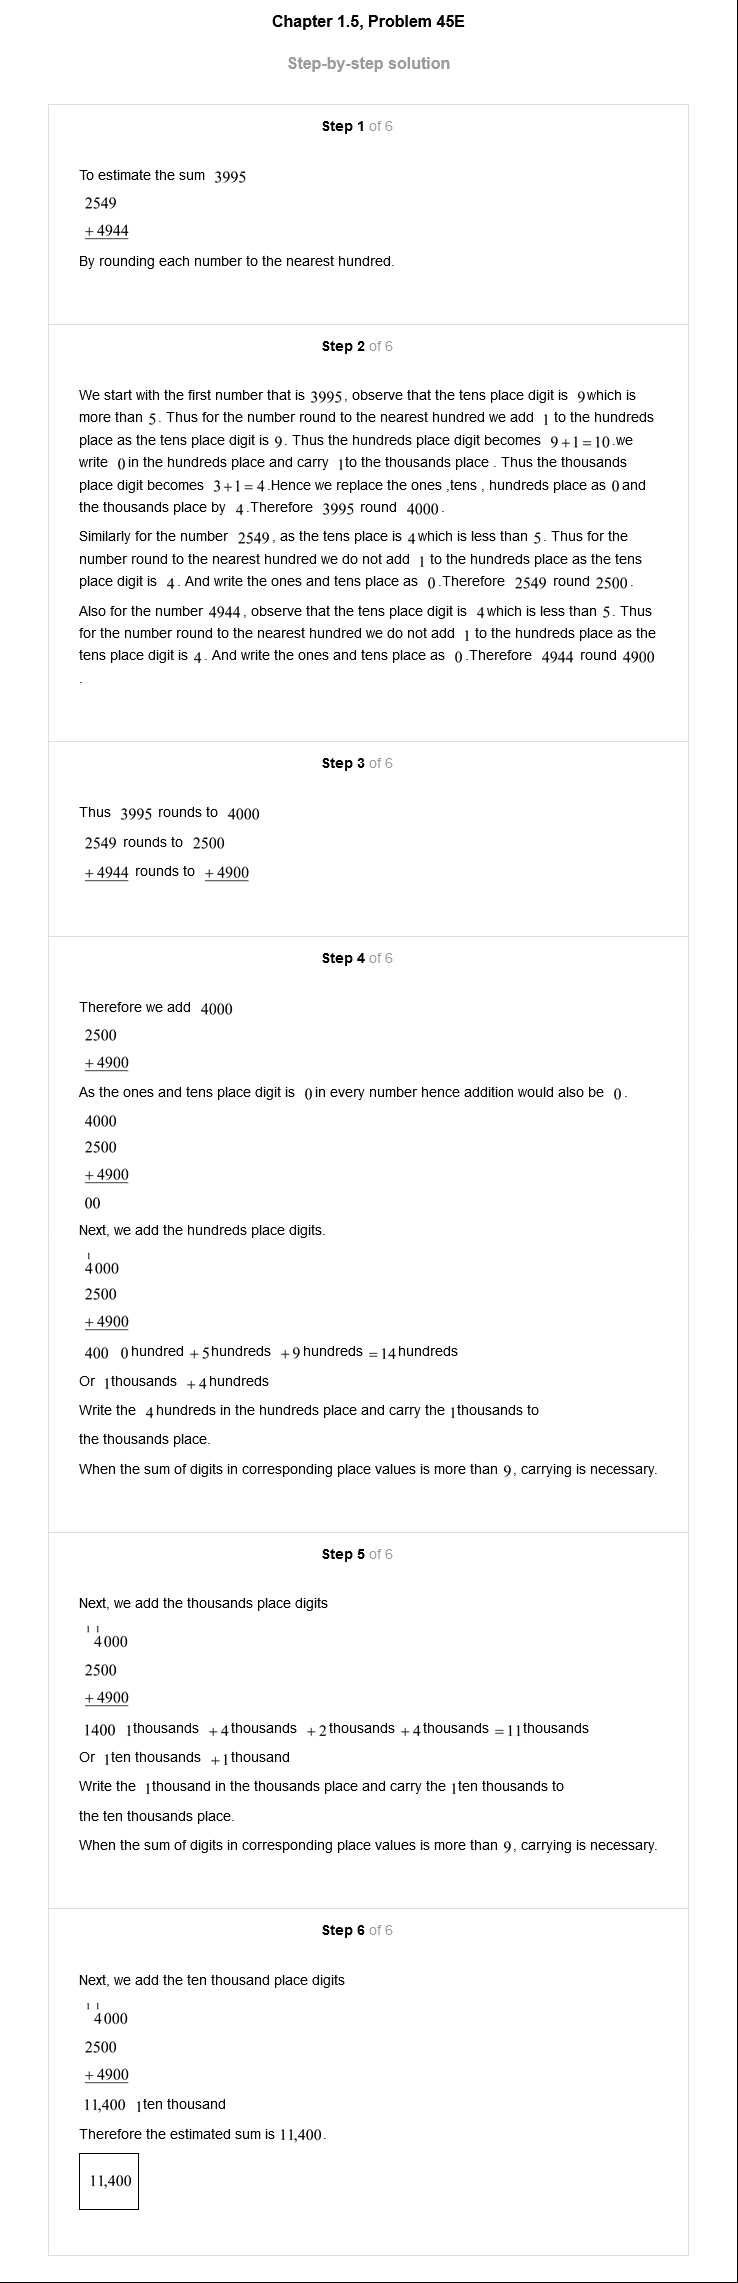 Chapter 1.5, Problem 45E
Step-by-step solution
Step 1 of 6
To estimate the sum 3995
2549
+ 4944
By rounding each number to the nearest hundred.
Step 2 of 6
We start with the first number that is 3995, observe that the tens place digit is 9 which is
more than 5. Thus for the number round to the nearest hundred we add 1 to the hundreds
place as the tens place digit is 9. Thus the hundreds place digit becomes 9+1=10.we
write 0 in the hundreds place and carry 1 to the thousands place . Thus the thousands
place digit becomes 3+1=4.Hence we replace the ones ,tens , hundreds place as 0 and
the thousands place by 4.Therefore 3995 round 4000.
Similarly for the number 2549, as the tens place is 4 which is less than 5. Thus for the
number round to the nearest hundred we do not add 1 to the hundreds place as the tens
place digit is 4. And write the ones and tens place as 0.Therefore 2549 round 2500.
Also for the number 4944, observe that the tens place digit is 4 which is less than 5. Thus
for the number round to the nearest hundred we do not add 1 to the hundreds place as the
tens place digit is 4. And write the ones and tens place as 0.Therefore 4944 round 4900
.
Step 3 of 6
Thus 3995 rounds to 4000
2549 rounds to 2500
+ 4944 rounds to + 4900
Step 4 of 6
Therefore we add 4000
2500
+ 4900
As the ones and tens place digit is 0 in every number hence addition would also be 0.
4000
2500
+ 4900
00
Next, we add the hundreds place digits.
1
4000
2500
+ 4900
400 0 hundred + 5 hundreds + 9 hundreds = 14 hundreds
Or 1 thousands + 4 hundreds
Write the 4 hundreds in the hundreds place and carry the 1 thousands to
the thousands place.
When the sum of digits in corresponding place values is more than 9, carrying is necessary.
Step 5 of 6
Next, we add the thousands place digits
1 1
4000
2500
+ 4900
1400 1 thousands + 4 thousands + 2 thousands + 4 thousands = 11 thousands
Or 1 ten thousands + 1 thousand
Write the 1 thousand in the thousands place and carry the 1 ten thousands to
the ten thousands place.
When the sum of digits in corresponding place values is more than 9, carrying is necessary.
Step 6 of 6
Next, we add the ten thousand place digits
1 1
4000
2500
+ 4900
11,400 1 ten thousand
Therefore the estimated sum is 11,400.
11,400